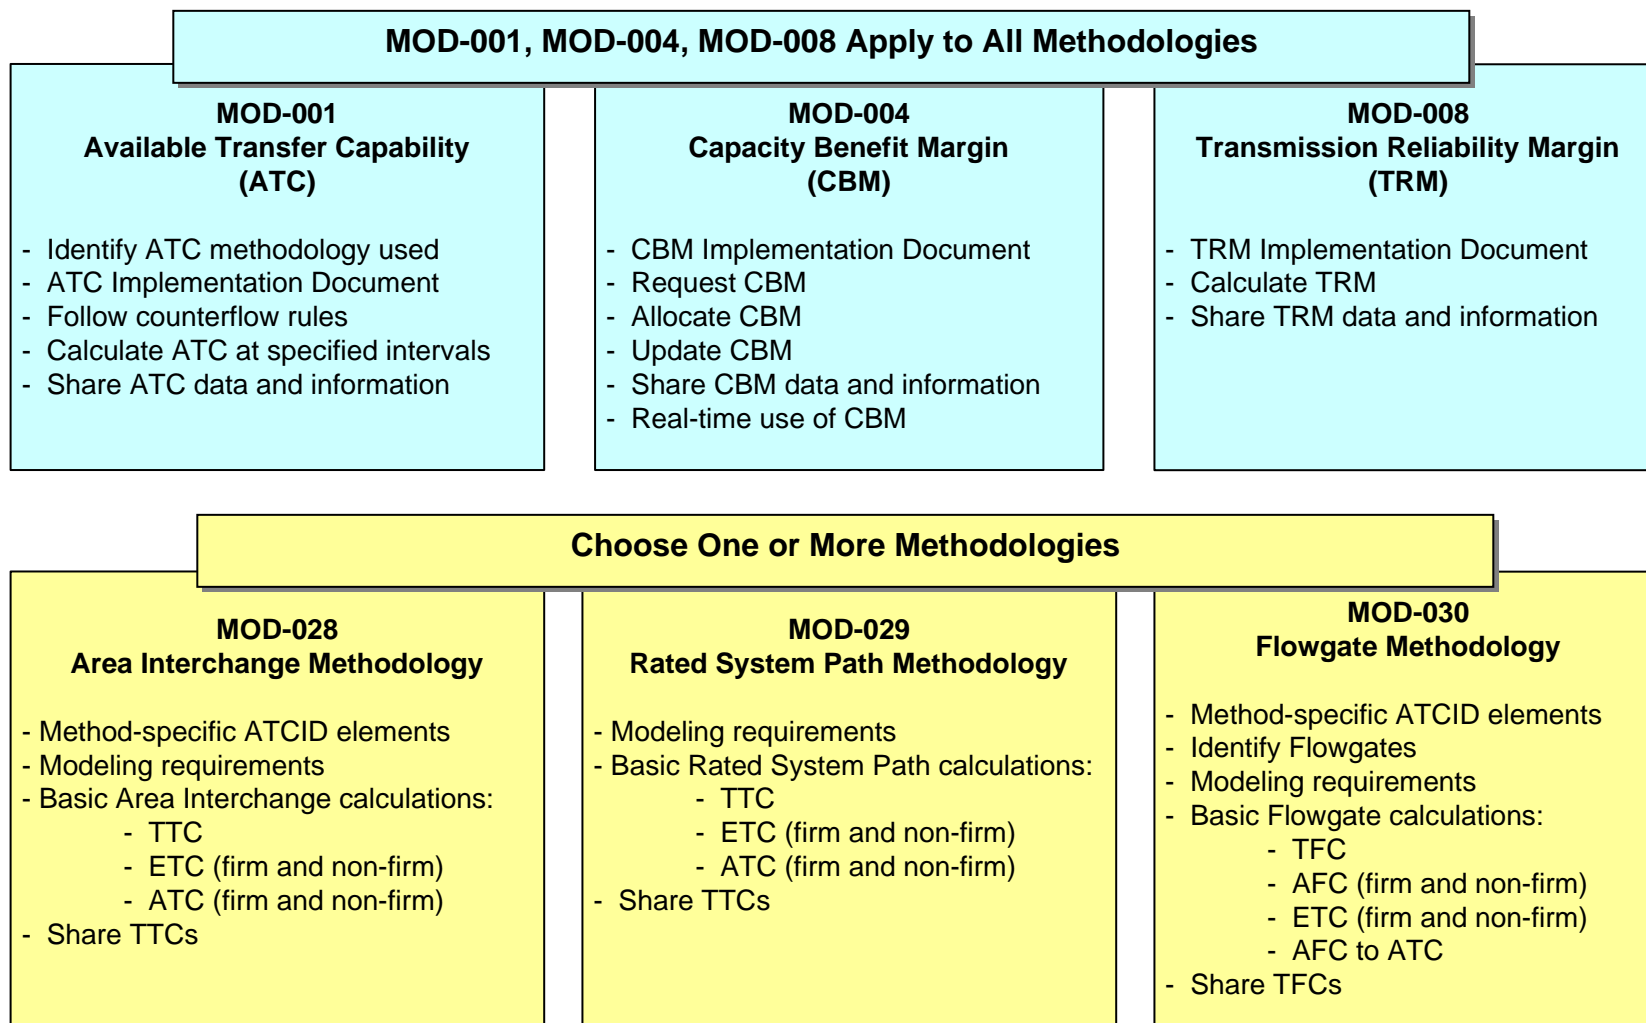 MOD-001, MOD-004, MOD-008 Apply to All Methodologies
MOD-001
Available Transfer Capability
(ATC)
- Identify ATC methodology used
- ATC Implementation Document
- Follow counterflow rules
- Calculate ATC at specified intervals
- Share ATC data and information
MOD-004
Capacity Benefit Margin
(CBM)
- CBM Implementation Document
- Request CBM
- Allocate CBM
- Update CBM
- Share CBM data and information
- Real-time use of CBM
MOD-008
Transmission Reliability Margin
(TRM)
- TRM Implementation Document
- Calculate TRM
- Share TRM data and information
Choose One or More Methodologies
MOD-028
Area Interchange Methodology
- Method-specific ATCID elements
- Modeling requirements
- Basic Area Interchange calculations:
- TTC
- ETC (firm and non-firm)
- ATC (firm and non-firm)
- Share TTCs
MOD-029
Rated System Path Methodology
- Modeling requirements
- Basic Rated System Path calculations:
- TTC
- ETC (firm and non-firm)
- ATC (firm and non-firm)
- Share TTCs
MOD-030
Flowgate Methodology
- Method-specific ATCID elements
- Identify Flowgates
- Modeling requirements
- Basic Flowgate calculations:
- TFC
- AFC (firm and non-firm)
- ETC (firm and non-firm)
- AFC to ATC
- Share TFCs